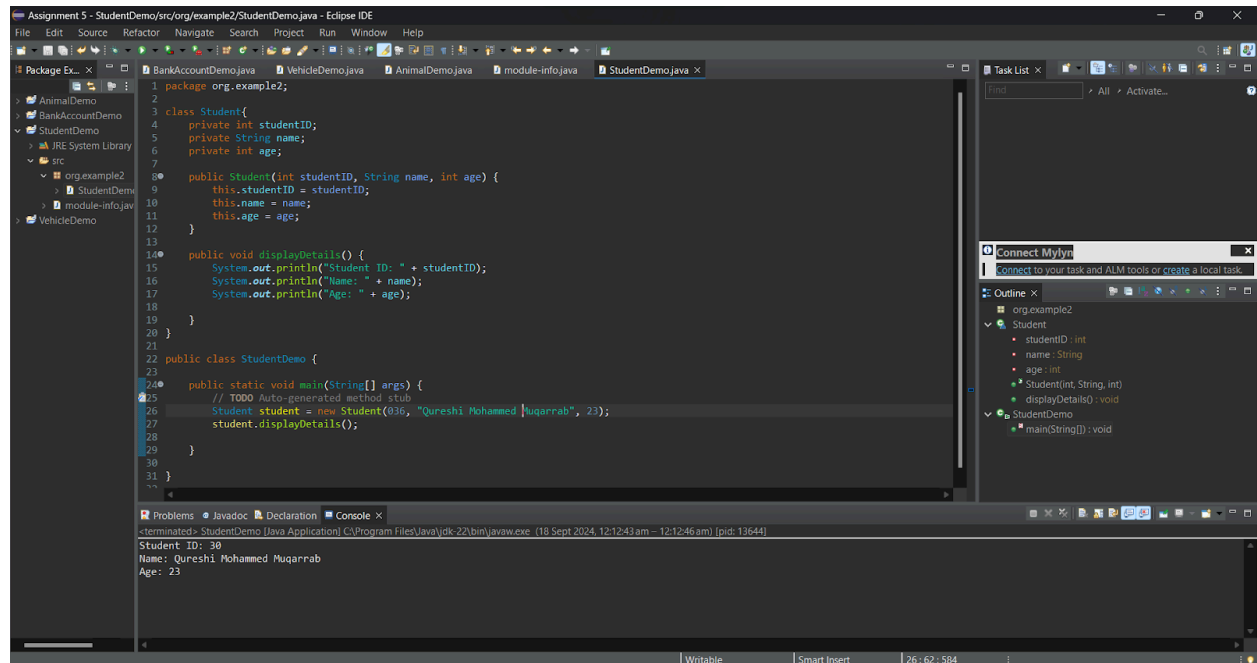 Assignment 5 - StudentDemo/src/org/example2/StudentDemo.java - Eclipse IDE
File Edit Source Refactor Navigate Search Project Run Window Help
Package Ex...
AnimalDemo
BankAccountDemo
StudentDemo
JRE System Library
src
org.example2
StudentDem
module-info.jav
VehicleDemo
BankAccountDemo.java VehicleDemo.java AnimalDemo.java module-info.java StudentDemo.java
1 package org.example2;
2
3 class Student{
4 private int studentID;
5 private String name;
6 private int age;
7
8 public Student(int studentID, String name, int age) {
9 this.studentID = studentID;
10 this.name = name;
11 this.age = age;
12 }
13
14 public void displayDetails() {
15 System.out.println("Student ID: " + studentID);
16 System.out.println("Name: " + name);
17 System.out.println("Age: " + age);
18
19 }
20 }
21
22 public class StudentDemo {
23
24 public static void main(String[] args) {
25 // TODO Auto-generated method stub
26 Student student = new Student(036, "Qureshi Mohammed Muqarrab", 23);
27 student.displayDetails();
28
29 }
30
31 }
Task List
Find All Activate...
Connect Mylyn
Connect to your task and ALM tools or create a local task.
Outline
org.example2
Student
studentID : int
name : String
age : int
Student(int, String, int)
displayDetails() : void
StudentDemo
main(String[]) : void
Problems Javadoc Declaration Console
<terminated> StudentDemo [Java Application] C:\Program Files\Java\jdk-22\bin\javaw.exe (18 Sept 2024, 12:12:43 am – 12:12:46 am) [pid: 13644]
Student ID: 30
Name: Qureshi Mohammed Muqarrab
Age: 23
Writable Smart Insert 26 : 62 : 584